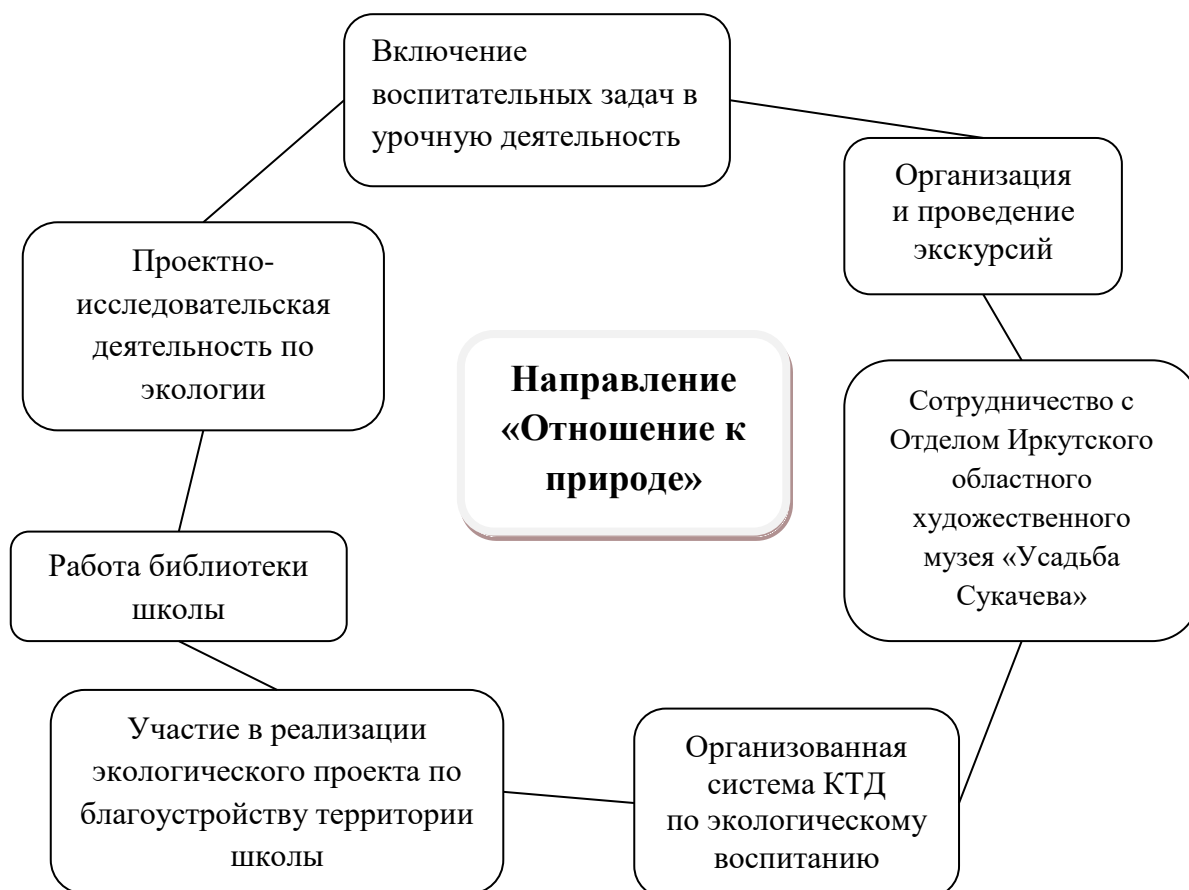 Включение
воспитательных задач в
урочную деятельность
Организация
и проведение
экскурсий
Проектно-
исследовательская
деятельность по
экологии
Направление
«Отношение к
природе»
Сотрудничество с
Отделом Иркутского
областного
художественного
музея «Усадьба
Сукачева»
Работа библиотеки
школы
Участие в реализации
экологического проекта по
благоустройству территории
школы
Организованная
система КТД
по экологическому
воспитанию